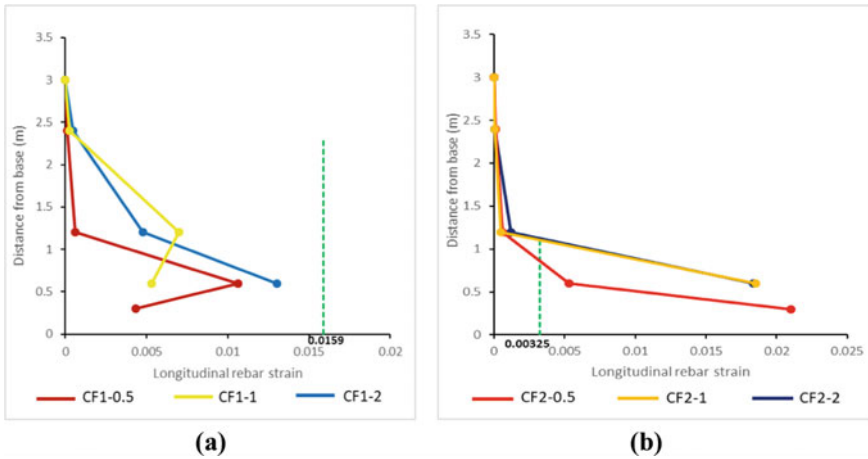 3.5
3
2.5
2
1.5
1
0.5
0
Distance from base (m)
0.0159
0 0.005 0.01 0.015 0.02
Longitudinal rebar strain
CF1-0.5 CF1-1 CF1-2
(a)
3.5
3
2.5
2
1.5
1
0.5
0
Distance from base (m)
0.00325
0 0.005 0.01 0.015 0.02 0.025
Longitudinal rebar strain
CF2-0.5 CF2-1 CF2-2
(b)